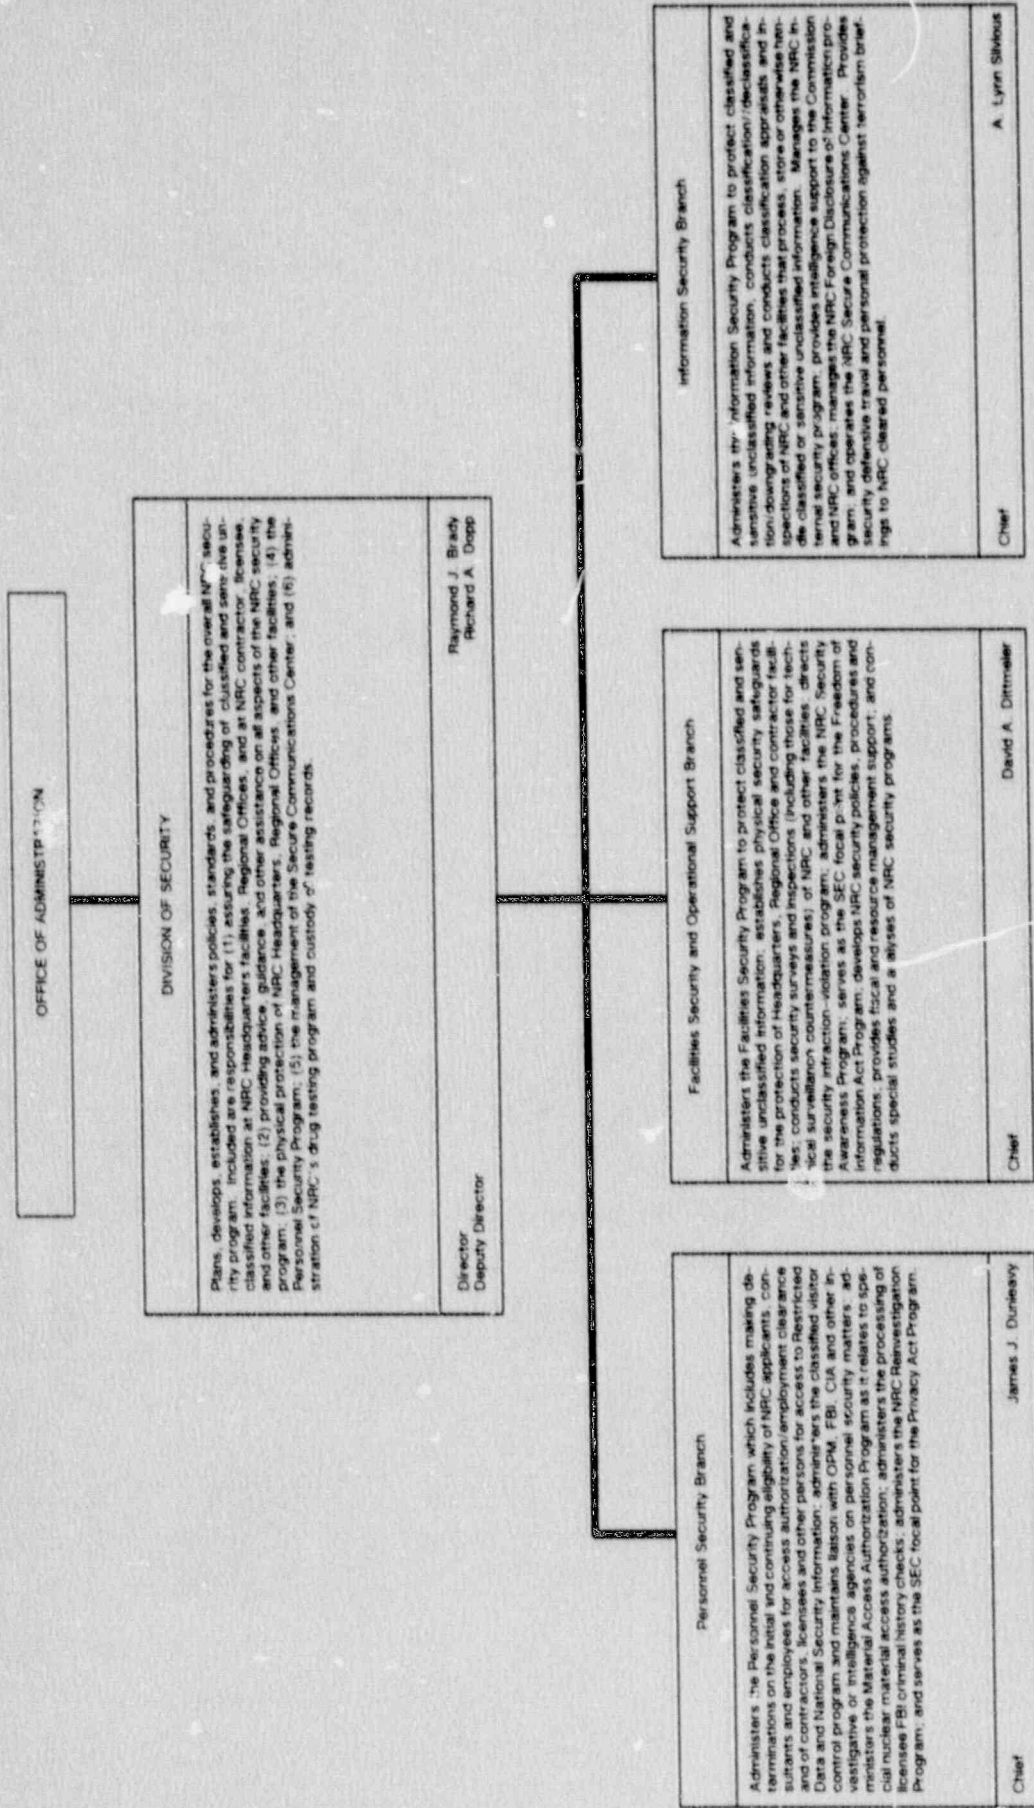 OFFICE OF ADMINISTRATION
DIVISION OF SECURITY
Plans, develops, establishes, and administers policies, standards, and procedures for the overall NRC secu-
rity program. Included are responsibilities for (1) assuring the safeguarding of classified and sensitive un-
classified information at NRC Headquarters facilities, Regional Offices, and at NRC contractor, licensee,
and other facilities; (2) providing advice, guidance, and other assistance on all aspects of the NRC security
program; (3) the physical protection of NRC Headquarters, Regional Offices, and other facilities; (4) the
Personnel Security Program; (5) the management of the Secure Communications Center; and (6) admini-
stration of NRC's drug testing program and custody of testing records.
Director Raymond J. Brady
Deputy Director Richard A. Dopp
Personnel Security Branch
Administers the Personnel Security Program which includes making de-
terminations on the initial and continuing eligibility of NRC applicants, con-
sultants and employees for access authorization/employment clearance
and of contractors, licensees and other persons for access to Restricted
Data and National Security Information; administers the classified visitor
control program and maintains liaison with OPM, FBI, CIA and other in-
vestigative or intelligence agencies on personnel security matters; ad-
ministers the Material Access Authorization Program as it relates to spe-
cial nuclear material access authorization; administers the processing of
licensee FBI criminal history checks; administers the NRC Reinvestigation
Program; and serves as the SEC focal point for the Privacy Act Program.
Chief James J. Dunleavy
Facilities Security and Operational Support Branch
Administers the Facilities Security Program to protect classified and sen-
sitive unclassified information; establishes physical security safeguards
for the protection of Headquarters, Regional Office and contractor facili-
ties; conducts security surveys and inspections (including those for tech-
nical surveillance countermeasures) of NRC and other facilities; directs
the security infraction-violation program; administers the NRC Security
Awareness Program; serves as the SEC focal point for the Freedom of
Information Act Program; develops NRC security policies, procedures and
regulations; provides fiscal and resource management support; and con-
ducts special studies and analyses of NRC security programs.
Chief David A. Dittmeier
Information Security Branch
Administers the Information Security Program to protect classified and
sensitive unclassified information, conducts classification/declassifica-
tion/downgrading reviews and conducts classification appraisals and in-
spections of NRC and other facilities that process, store or otherwise han-
dle classified or sensitive unclassified information. Manages the NRC in-
ternal security program; provides intelligence support to the Commission
and NRC offices; manages the NRC Foreign Disclosure of Information pro-
gram, and operates the NRC Secure Communications Center. Provides
security defensive travel and personal protection against terrorism brief-
ings to NRC cleared personnel.
Chief A. Lynn Silvious